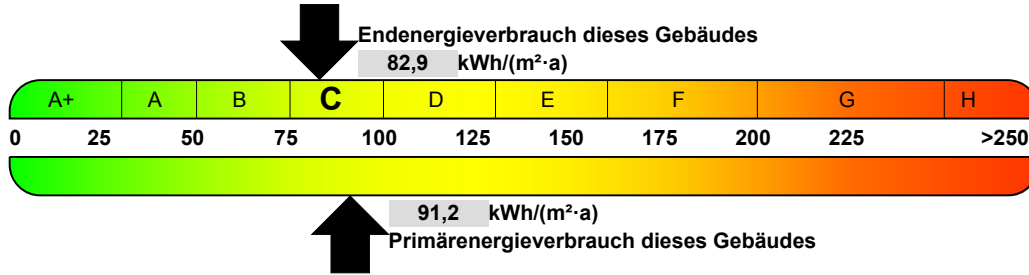 Endenergieverbrauch dieses Gebäudes
82,9 kWh/(m²·a)
A+ A B C D E F G H
0 25 50 75 100 125 150 175 200 225 >250
91,2 kWh/(m²·a)
Primärenergieverbrauch dieses Gebäudes